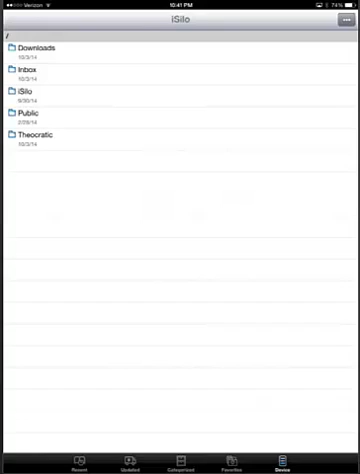 Verizon 10:41 PM 74%
iSilo
/
Downloads
10/3/14
Inbox
10/3/14
iSilo
9/30/14
Public
2/28/14
Theocratic
10/3/14
Recent Updated Categorized Favorites Device